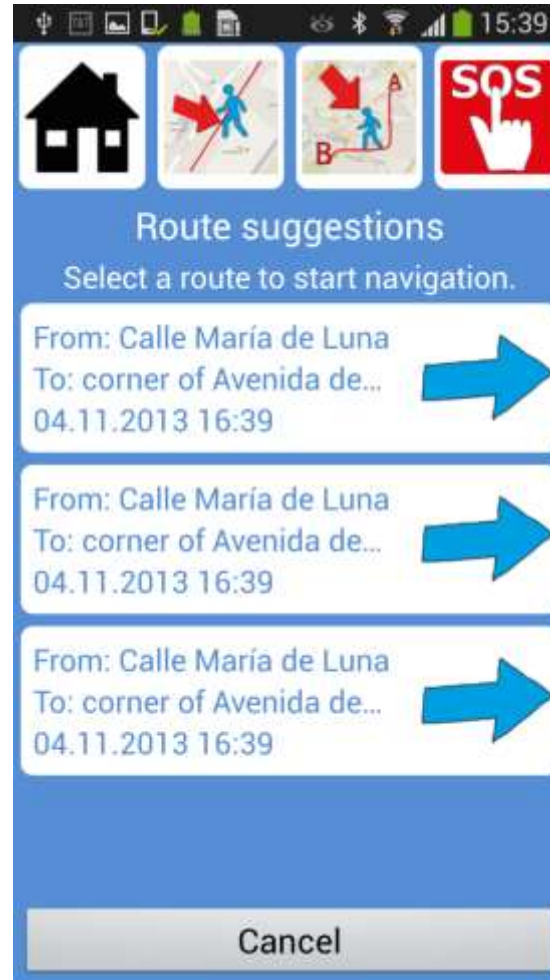 15:39
A
B
SOS
Route suggestions
Select a route to start navigation.
From: Calle María de Luna
To: corner of Avenida de...
04.11.2013 16:39
From: Calle María de Luna
To: corner of Avenida de...
04.11.2013 16:39
From: Calle María de Luna
To: corner of Avenida de...
04.11.2013 16:39
Cancel